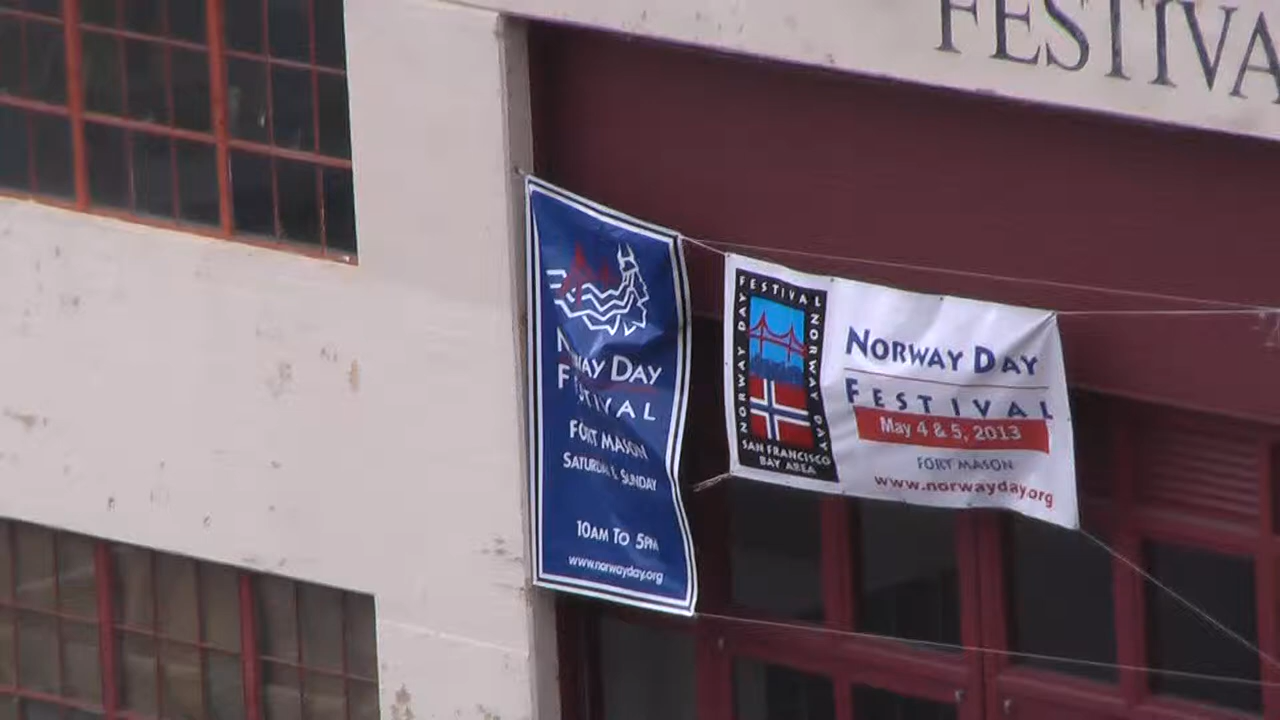 FESTIVA
NORWAY DAY
FESTIVAL
FORT MASON
SATURDAY & SUNDAY
10AM TO 5PM
www.norwayday.org
NORWAY DAY FESTIVAL NORWAY DAY
SAN FRANCISCO
BAY AREA
NORWAY DAY
FESTIVAL
May 4 & 5, 2013
FORT MASON
www.norwayday.org